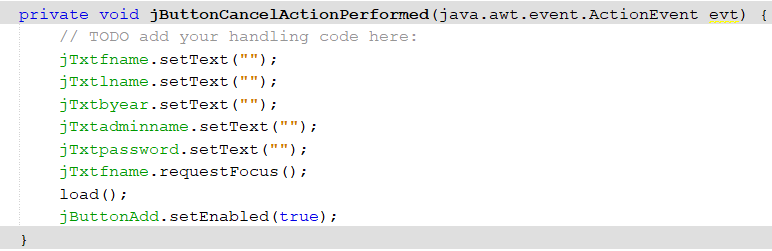 private void jButtonCancelActionPerformed(java.awt.event.ActionEvent evt) {
// TODO add your handling code here:
jTxtfname.setText("");
jTxtlname.setText("");
jTxtbyear.setText("");
jTxtadminname.setText("");
jTxtpassword.setText("");
jTxtfname.requestFocus();
load();
jButtonAdd.setEnabled(true);
}